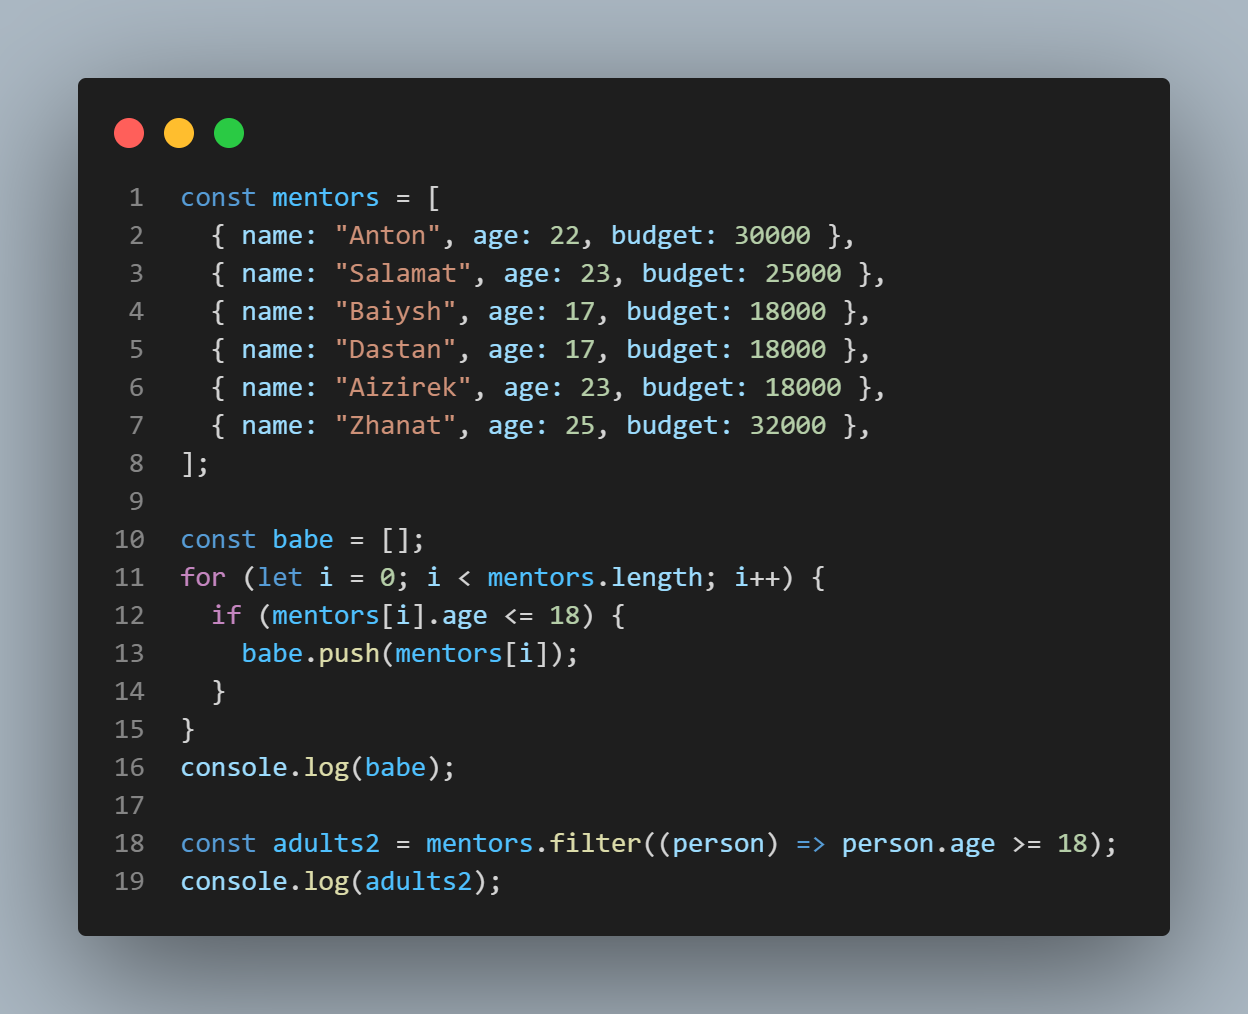 1 const mentors = [
2   { name: "Anton", age: 22, budget: 30000 },
3   { name: "Salamat", age: 23, budget: 25000 },
4   { name: "Baiysh", age: 17, budget: 18000 },
5   { name: "Dastan", age: 17, budget: 18000 },
6   { name: "Aizirek", age: 23, budget: 18000 },
7   { name: "Zhanat", age: 25, budget: 32000 },
8 ];
9
10 const babe = [];
11 for (let i = 0; i < mentors.length; i++) {
12   if (mentors[i].age <= 18) {
13     babe.push(mentors[i]);
14   }
15 }
16 console.log(babe);
17
18 const adults2 = mentors.filter((person) => person.age >= 18);
19 console.log(adults2);